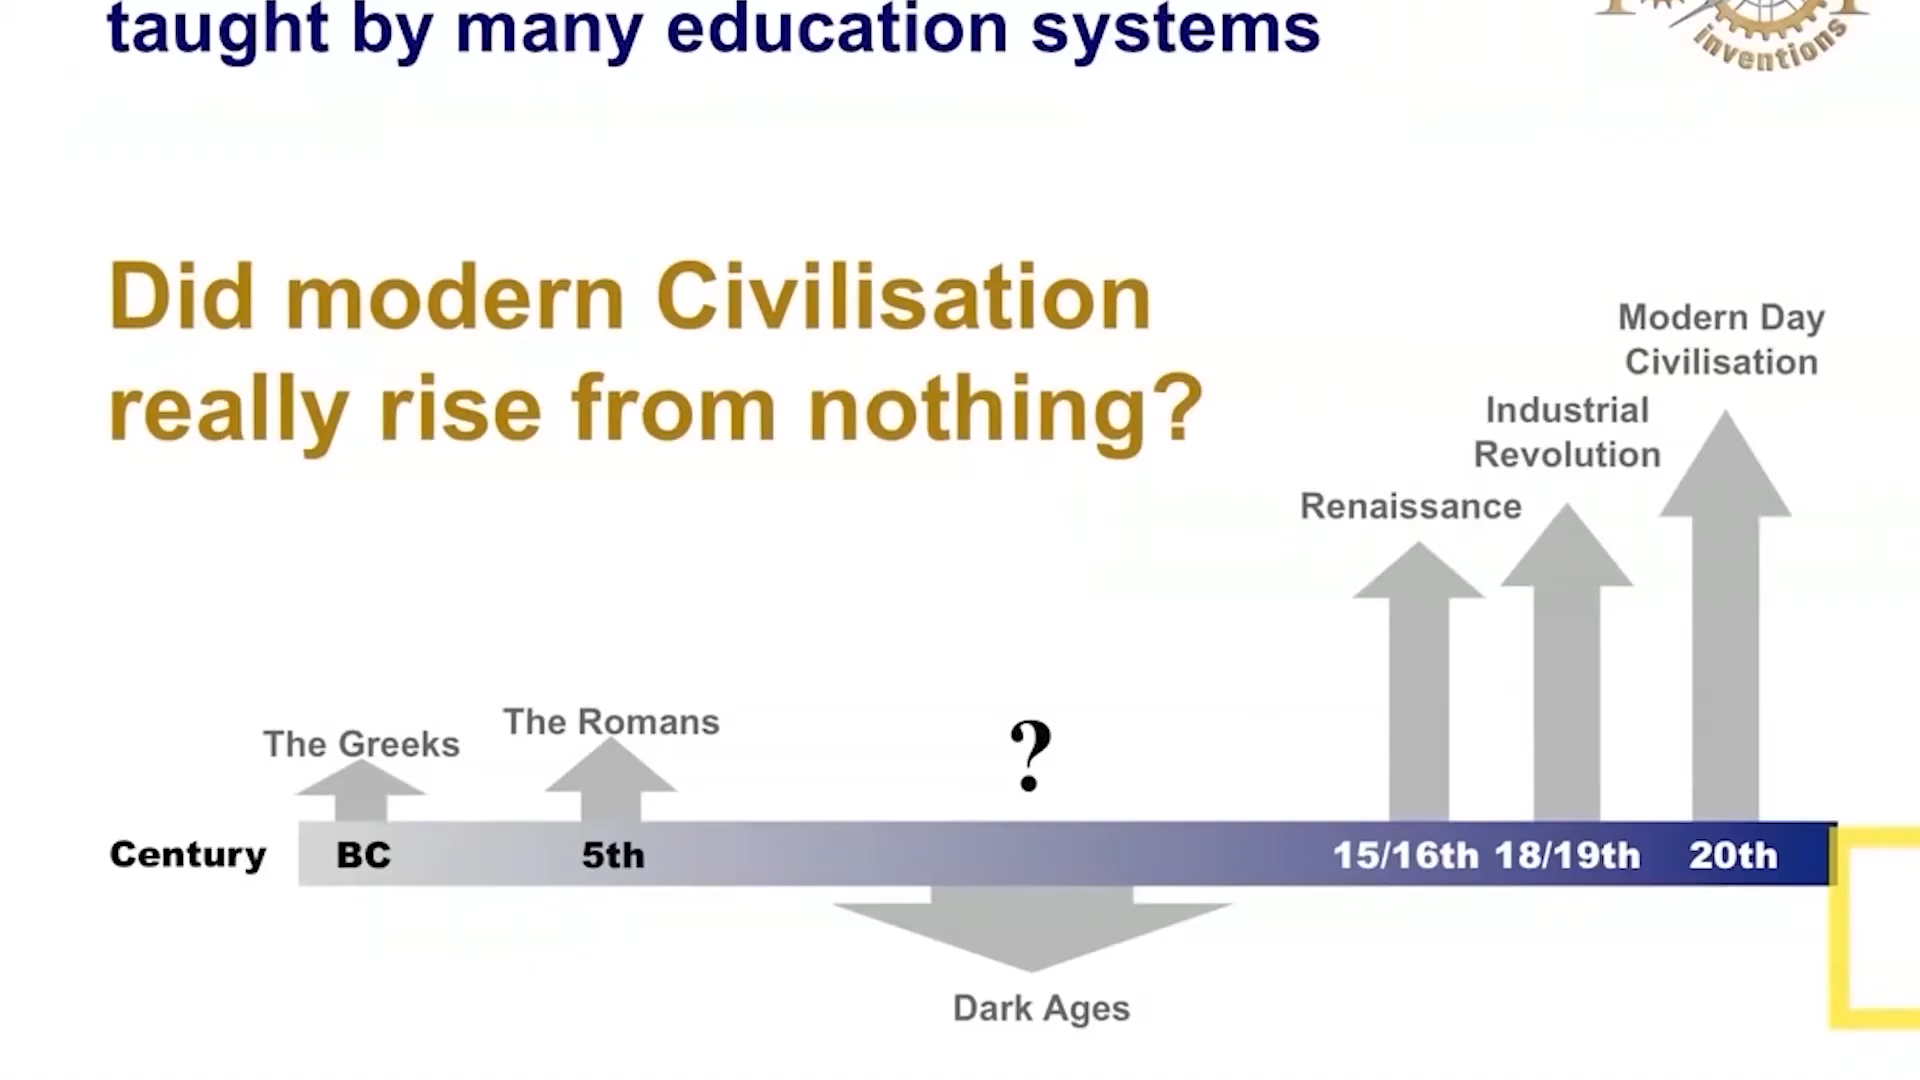 taught by many education systems
inventions
Did modern Civilisation
really rise from nothing?
Modern Day
Civilisation
Industrial
Revolution
Renaissance
The Greeks
The Romans
?
Century
BC
5th
15/16th
18/19th
20th
Dark Ages